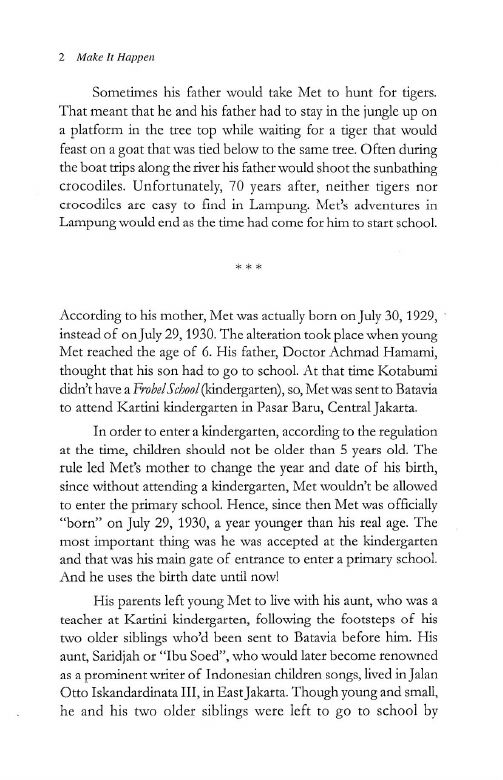 2 Make It Happen
Sometimes his father would take Met to hunt for tigers.
That meant that he and his father had to stay in the jungle up on
a platform in the tree top while waiting for a tiger that would
feast on a goat that was tied below to the same tree. Often during
the boat trips along the river his father would shoot the sunbathing
crocodiles. Unfortunately, 70 years after, neither tigers nor
crocodiles are easy to find in Lampung. Met's adventures in
Lampung would end as the time had come for him to start school.
* * *
According to his mother, Met was actually born on July 30, 1929,
instead of on July 29, 1930. The alteration took place when young
Met reached the age of 6. His father, Doctor Achmad Hamami,
thought that his son had to go to school. At that time Kotabumi
didn't have a Frobel School (kindergarten), so, Met was sent to Batavia
to attend Kartini kindergarten in Pasar Baru, Central Jakarta.
In order to enter a kindergarten, according to the regulation
at the time, children should not be older than 5 years old. The
rule led Met's mother to change the year and date of his birth,
since without attending a kindergarten, Met wouldn't be allowed
to enter the primary school. Hence, since then Met was officially
"born" on July 29, 1930, a year younger than his real age. The
most important thing was he was accepted at the kindergarten
and that was his main gate of entrance to enter a primary school.
And he uses the birth date until now!
His parents left young Met to live with his aunt, who was a
teacher at Kartini kindergarten, following the footsteps of his
two older siblings who'd been sent to Batavia before him. His
aunt, Saridjah or "Ibu Soed", who would later become renowned
as a prominent writer of Indonesian children songs, lived in Jalan
Otto Iskandardinata III, in East Jakarta. Though young and small,
he and his two older siblings were left to go to school by